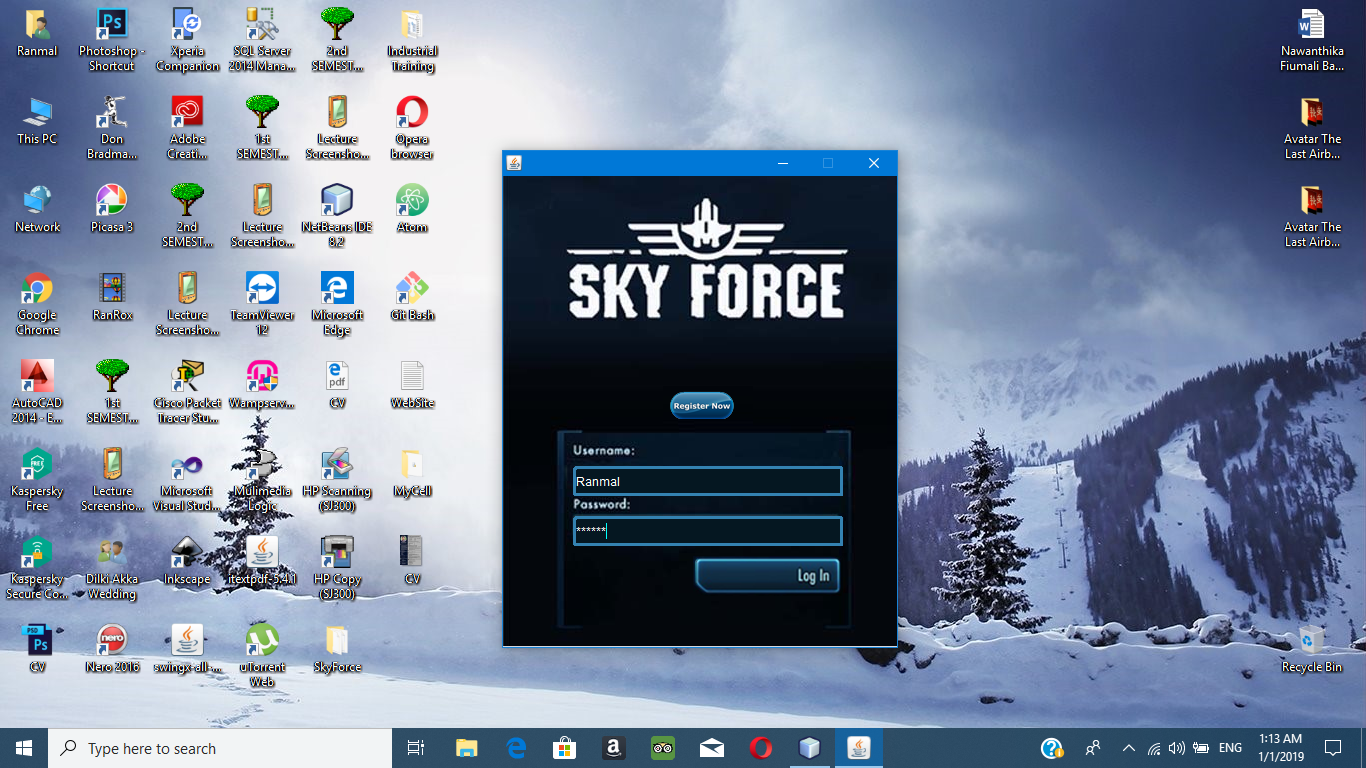 Ranmal
Photoshop -
Shortcut
Xperia
Companion
SQL Server
2014 Mana...
2nd
SEMEST...
Industrial
Training
This PC
Don
Bradma...
Adobe
Creati...
1st
SEMEST...
Lecture
Screensho...
Opera
browser
Network
Picasa 3
2nd
SEMEST...
Lecture
Screensho...
NetBeans IDE
8.2
Atom
Google
Chrome
RanRox
Lecture
Screensho...
TeamViewer
12
Microsoft
Edge
Git Bash
AutoCAD
2014 - E...
1st
SEMEST...
Cisco Packet
Tracer Stu...
Wampserv...
pdf
CV
WebSite
FREE
Kaspersky
Free
Lecture
Screensho...
Microsoft
Visual Stud...
Mulimedia
Logic
HP Scanning
(SJ300)
MyCell
Kaspersky
Secure Co...
Dilki Akka
Wedding
Inkscape
itextpdf-5.4.1
HP Copy
(SJ300)
CV
PSD
Ps
CV
nero
Nero 2016
swingx-all-...
uTorrent
Web
SkyForce
Ps
Nawanthika
Fiumali Ba...
Avatar The
Last Airb...
Avatar The
Last Airb...
Recycle Bin
SKY FORCE
Register Now
Username:
Ranmal
Password:
******
Log In
Type here to search
ENG
1:13 AM
1/1/2019